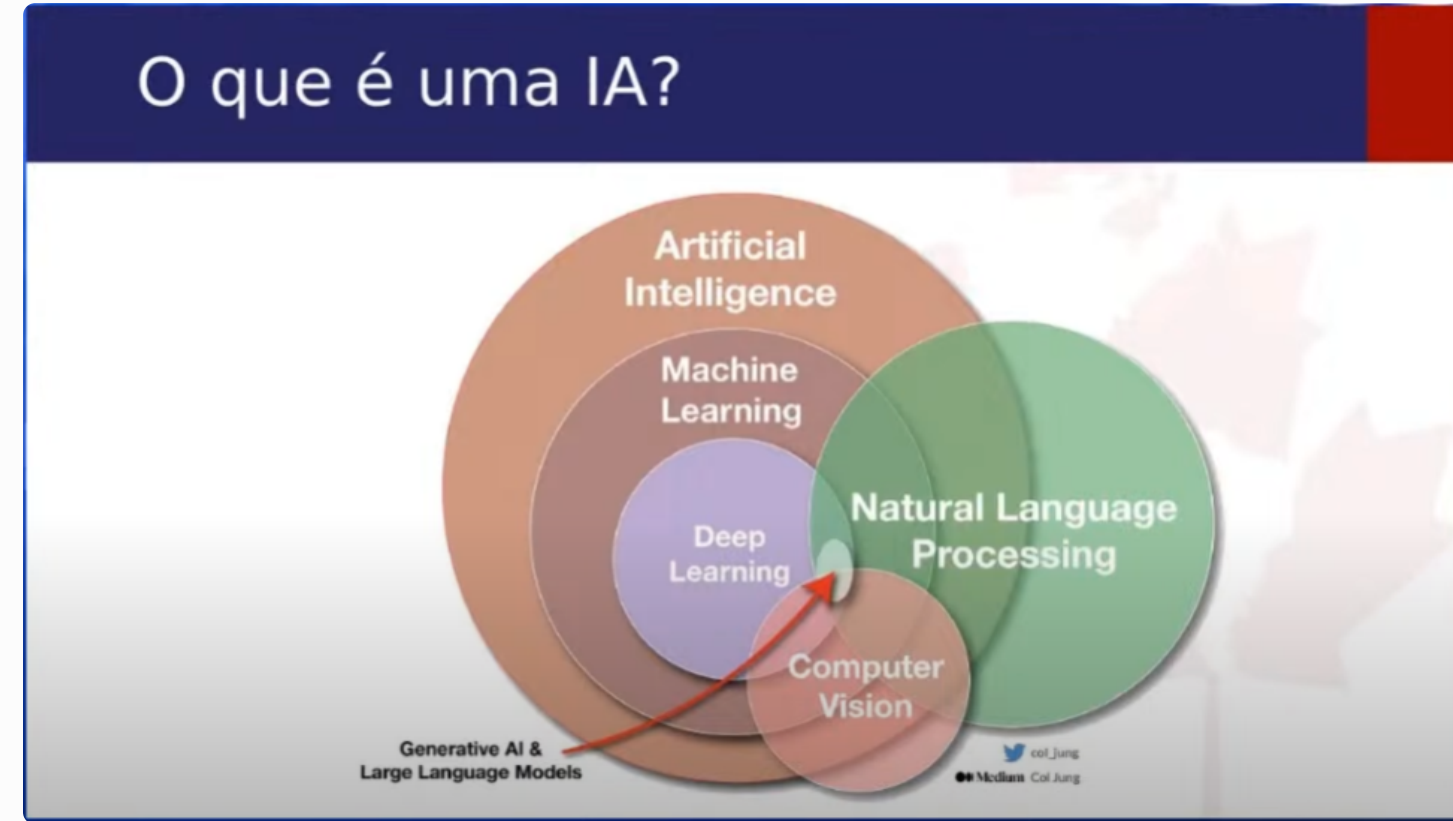 O que é uma IA?
Artificial
Intelligence
Machine
Learning
Deep
Learning
Natural Language
Processing
Computer
Vision
Generative AI &
Large Language Models
col_jung
Medium Col Jung